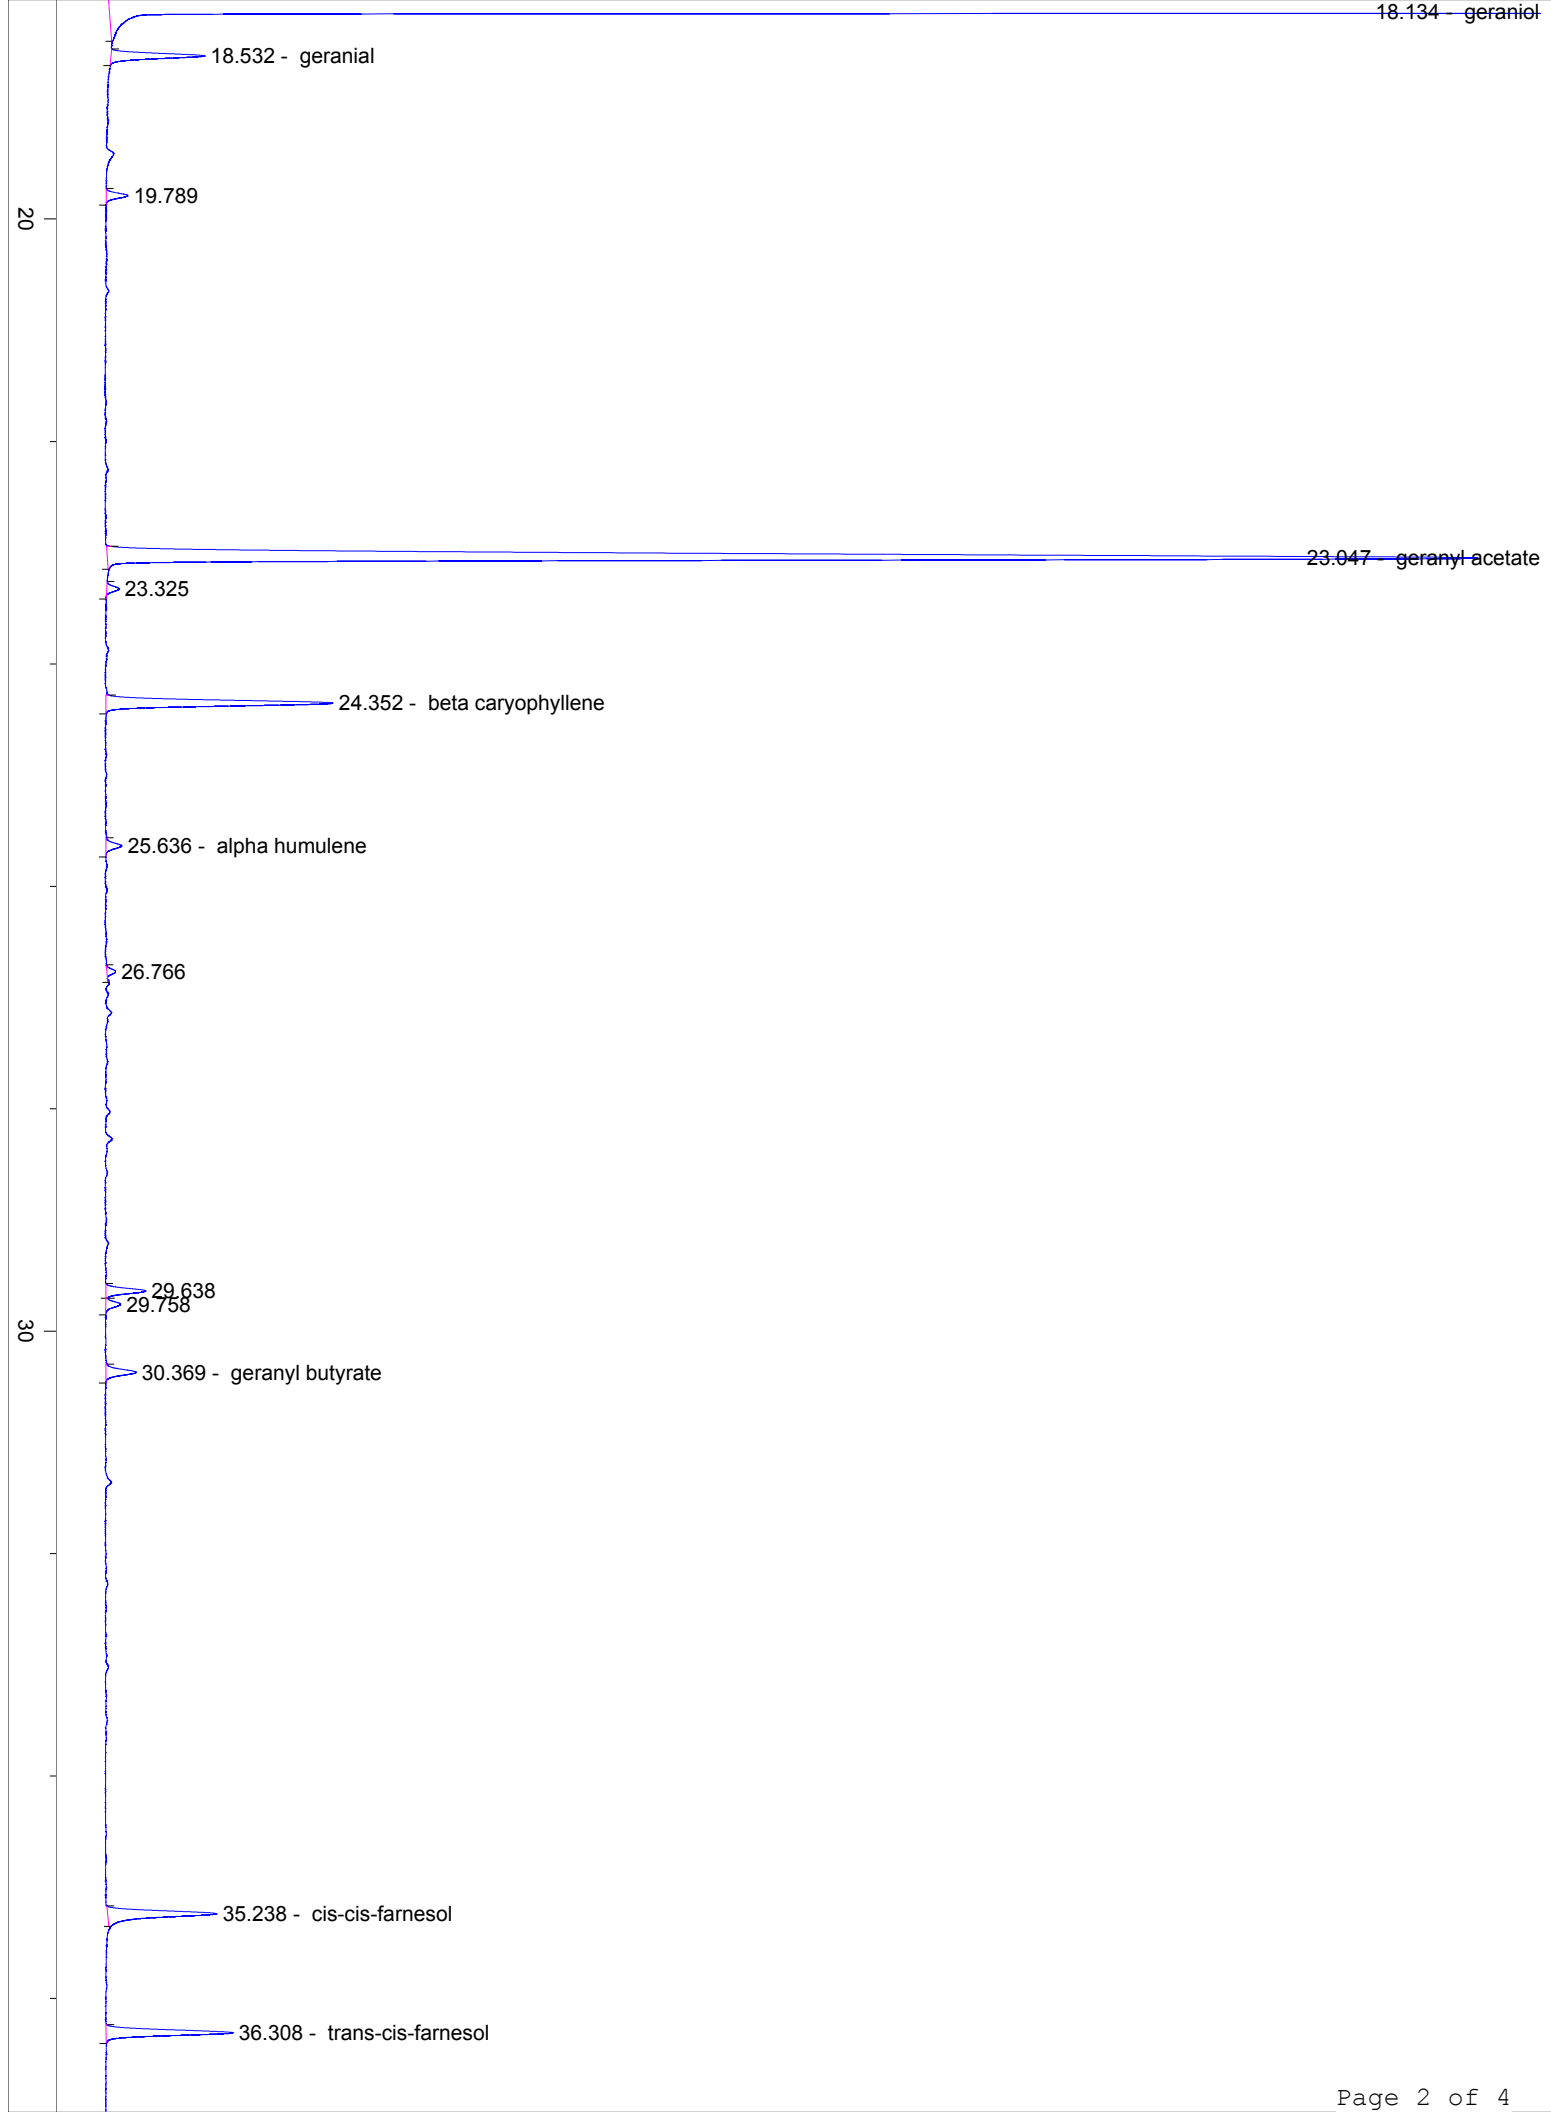 18.134 - geraniol
18.532 - geranial
19.789
20
23.047 - geranyl acetate
23.325
24.352 - beta caryophyllene
25.636 - alpha humulene
26.766
29.638
29.758
30
30.369 - geranyl butyrate
35.238 - cis-cis-farnesol
36.308 - trans-cis-farnesol
Page 2 of 4